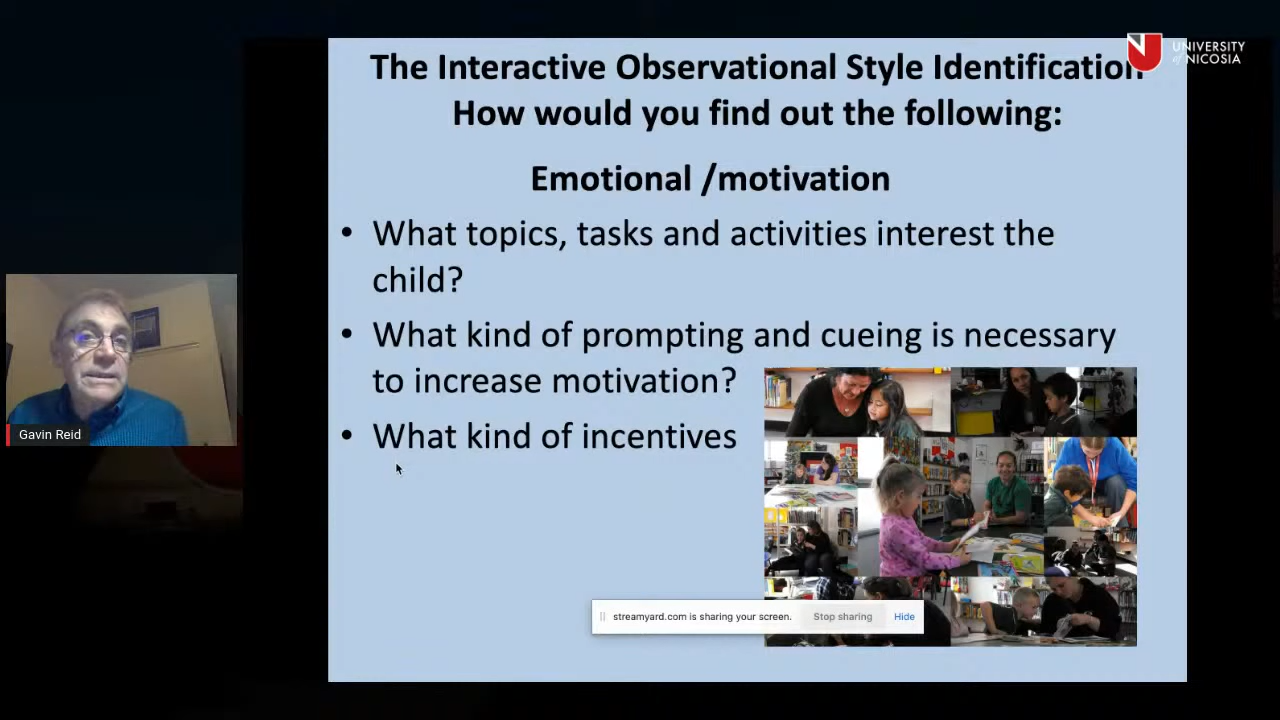 The Interactive Observational Style Identification
How would you find out the following:
Emotional /motivation
• What topics, tasks and activities interest the
child?
• What kind of prompting and cueing is necessary
to increase motivation?
• What kind of incentives
UNIVERSITY
of NICOSIA
Gavin Reid
streamyard.com is sharing your screen. Stop sharing Hide